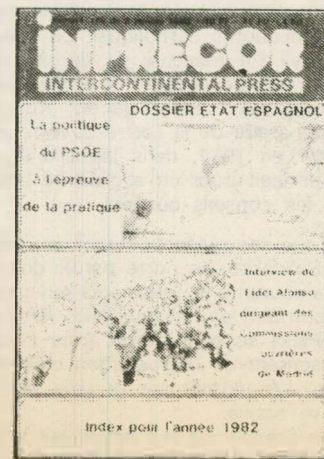 INPRECOR
INTERCONTINENTAL PRESS
DOSSIER ETAT ESPAGNOL
La politique
du PSOE
à l'epreuve
de la pratique
Interview de
Fidel Alonso
dirigeant des
Commissions
ouvrières
de Madrid
Index pour l'année 1982